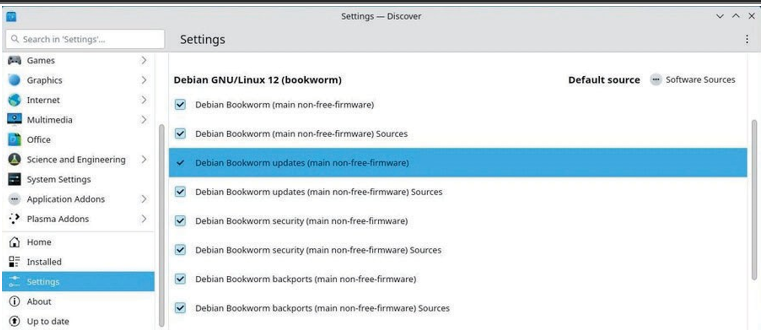 Settings — Discover
Search in 'Settings'...
Settings
Games
Graphics
Internet
Multimedia
Office
Science and Engineering
System Settings
Application Addons
Plasma Addons
Home
Installed
Settings
About
Up to date
Debian GNU/Linux 12 (bookworm)
Default source
Software Sources
Debian Bookworm (main non-free-firmware)
Debian Bookworm (main non-free-firmware) Sources
Debian Bookworm updates (main non-free-firmware)
Debian Bookworm updates (main non-free-firmware) Sources
Debian Bookworm security (main non-free-firmware)
Debian Bookworm security (main non-free-firmware) Sources
Debian Bookworm backports (main non-free-firmware)
Debian Bookworm backports (main non-free-firmware) Sources